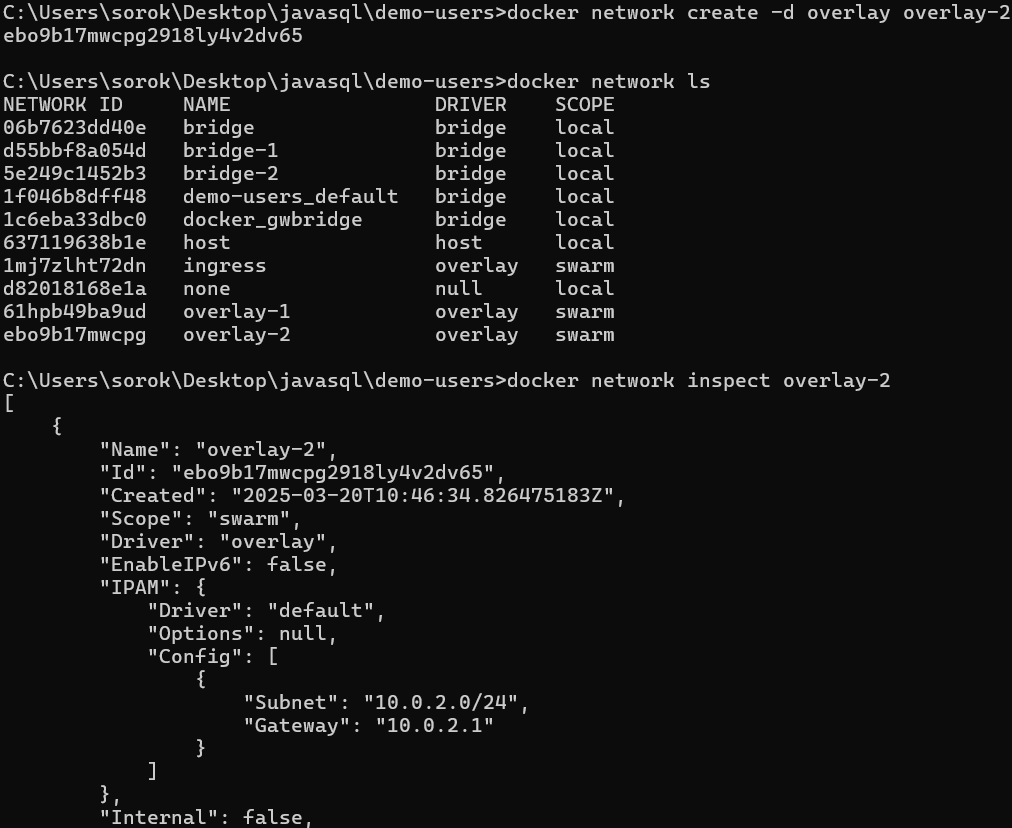 C:\Users\sorok\Desktop\javasql\demo-users>docker network create -d overlay overlay-2
ebo9b17mwcpg2918ly4v2dv65

C:\Users\sorok\Desktop\javasql\demo-users>docker network ls
NETWORK ID     NAME                 DRIVER    SCOPE
06b7623dd40e   bridge               bridge    local
d55bbf8a054d   bridge-1             bridge    local
5e249c1452b3   bridge-2             bridge    local
1f046b8dff48   demo-users_default   bridge    local
1c6eba33dbc0   docker_gwbridge      bridge    local
637119638b1e   host                 host      local
1mj7zlht72dn   ingress              overlay   swarm
d82018168e1a   none                 null      local
61hpb49ba9ud   overlay-1            overlay   swarm
ebo9b17mwcpg   overlay-2            overlay   swarm

C:\Users\sorok\Desktop\javasql\demo-users>docker network inspect overlay-2
[
    {
        "Name": "overlay-2",
        "Id": "ebo9b17mwcpg2918ly4v2dv65",
        "Created": "2025-03-20T10:46:34.826475183Z",
        "Scope": "swarm",
        "Driver": "overlay",
        "EnableIPv6": false,
        "IPAM": {
            "Driver": "default",
            "Options": null,
            "Config": [
                {
                    "Subnet": "10.0.2.0/24",
                    "Gateway": "10.0.2.1"
                }
            ]
        },
        "Internal": false,